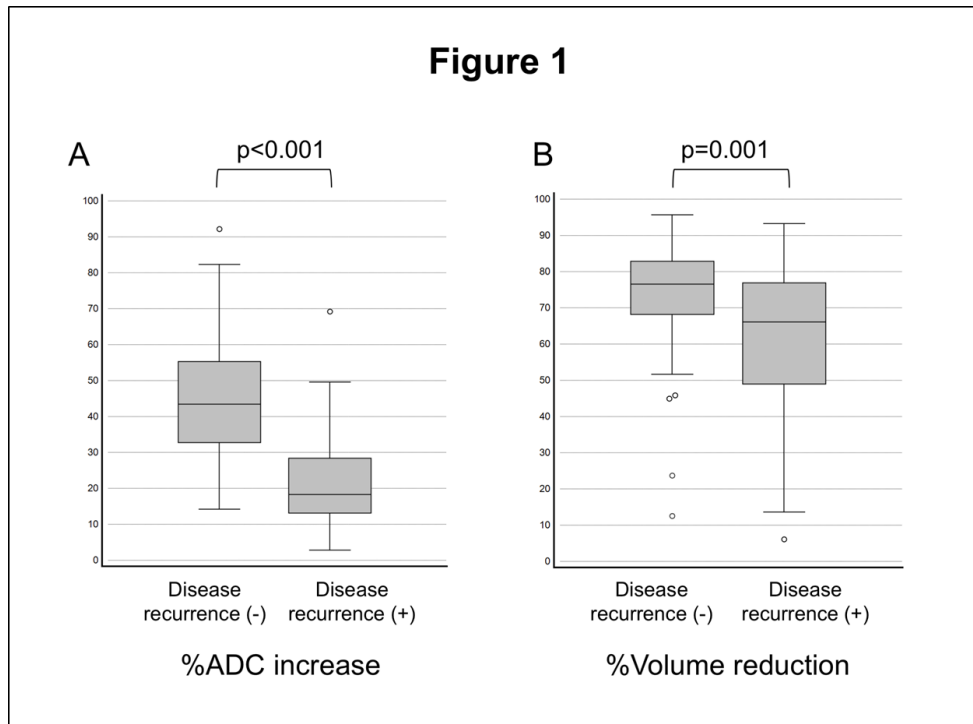 Figure 1
A
p<0.001
100
90
80
70
60
50
40
30
20
10
0
Disease
recurrence (-)
Disease
recurrence (+)
%ADC increase
B
p=0.001
100
90
80
70
60
50
40
30
20
10
0
Disease
recurrence (-)
Disease
recurrence (+)
%Volume reduction